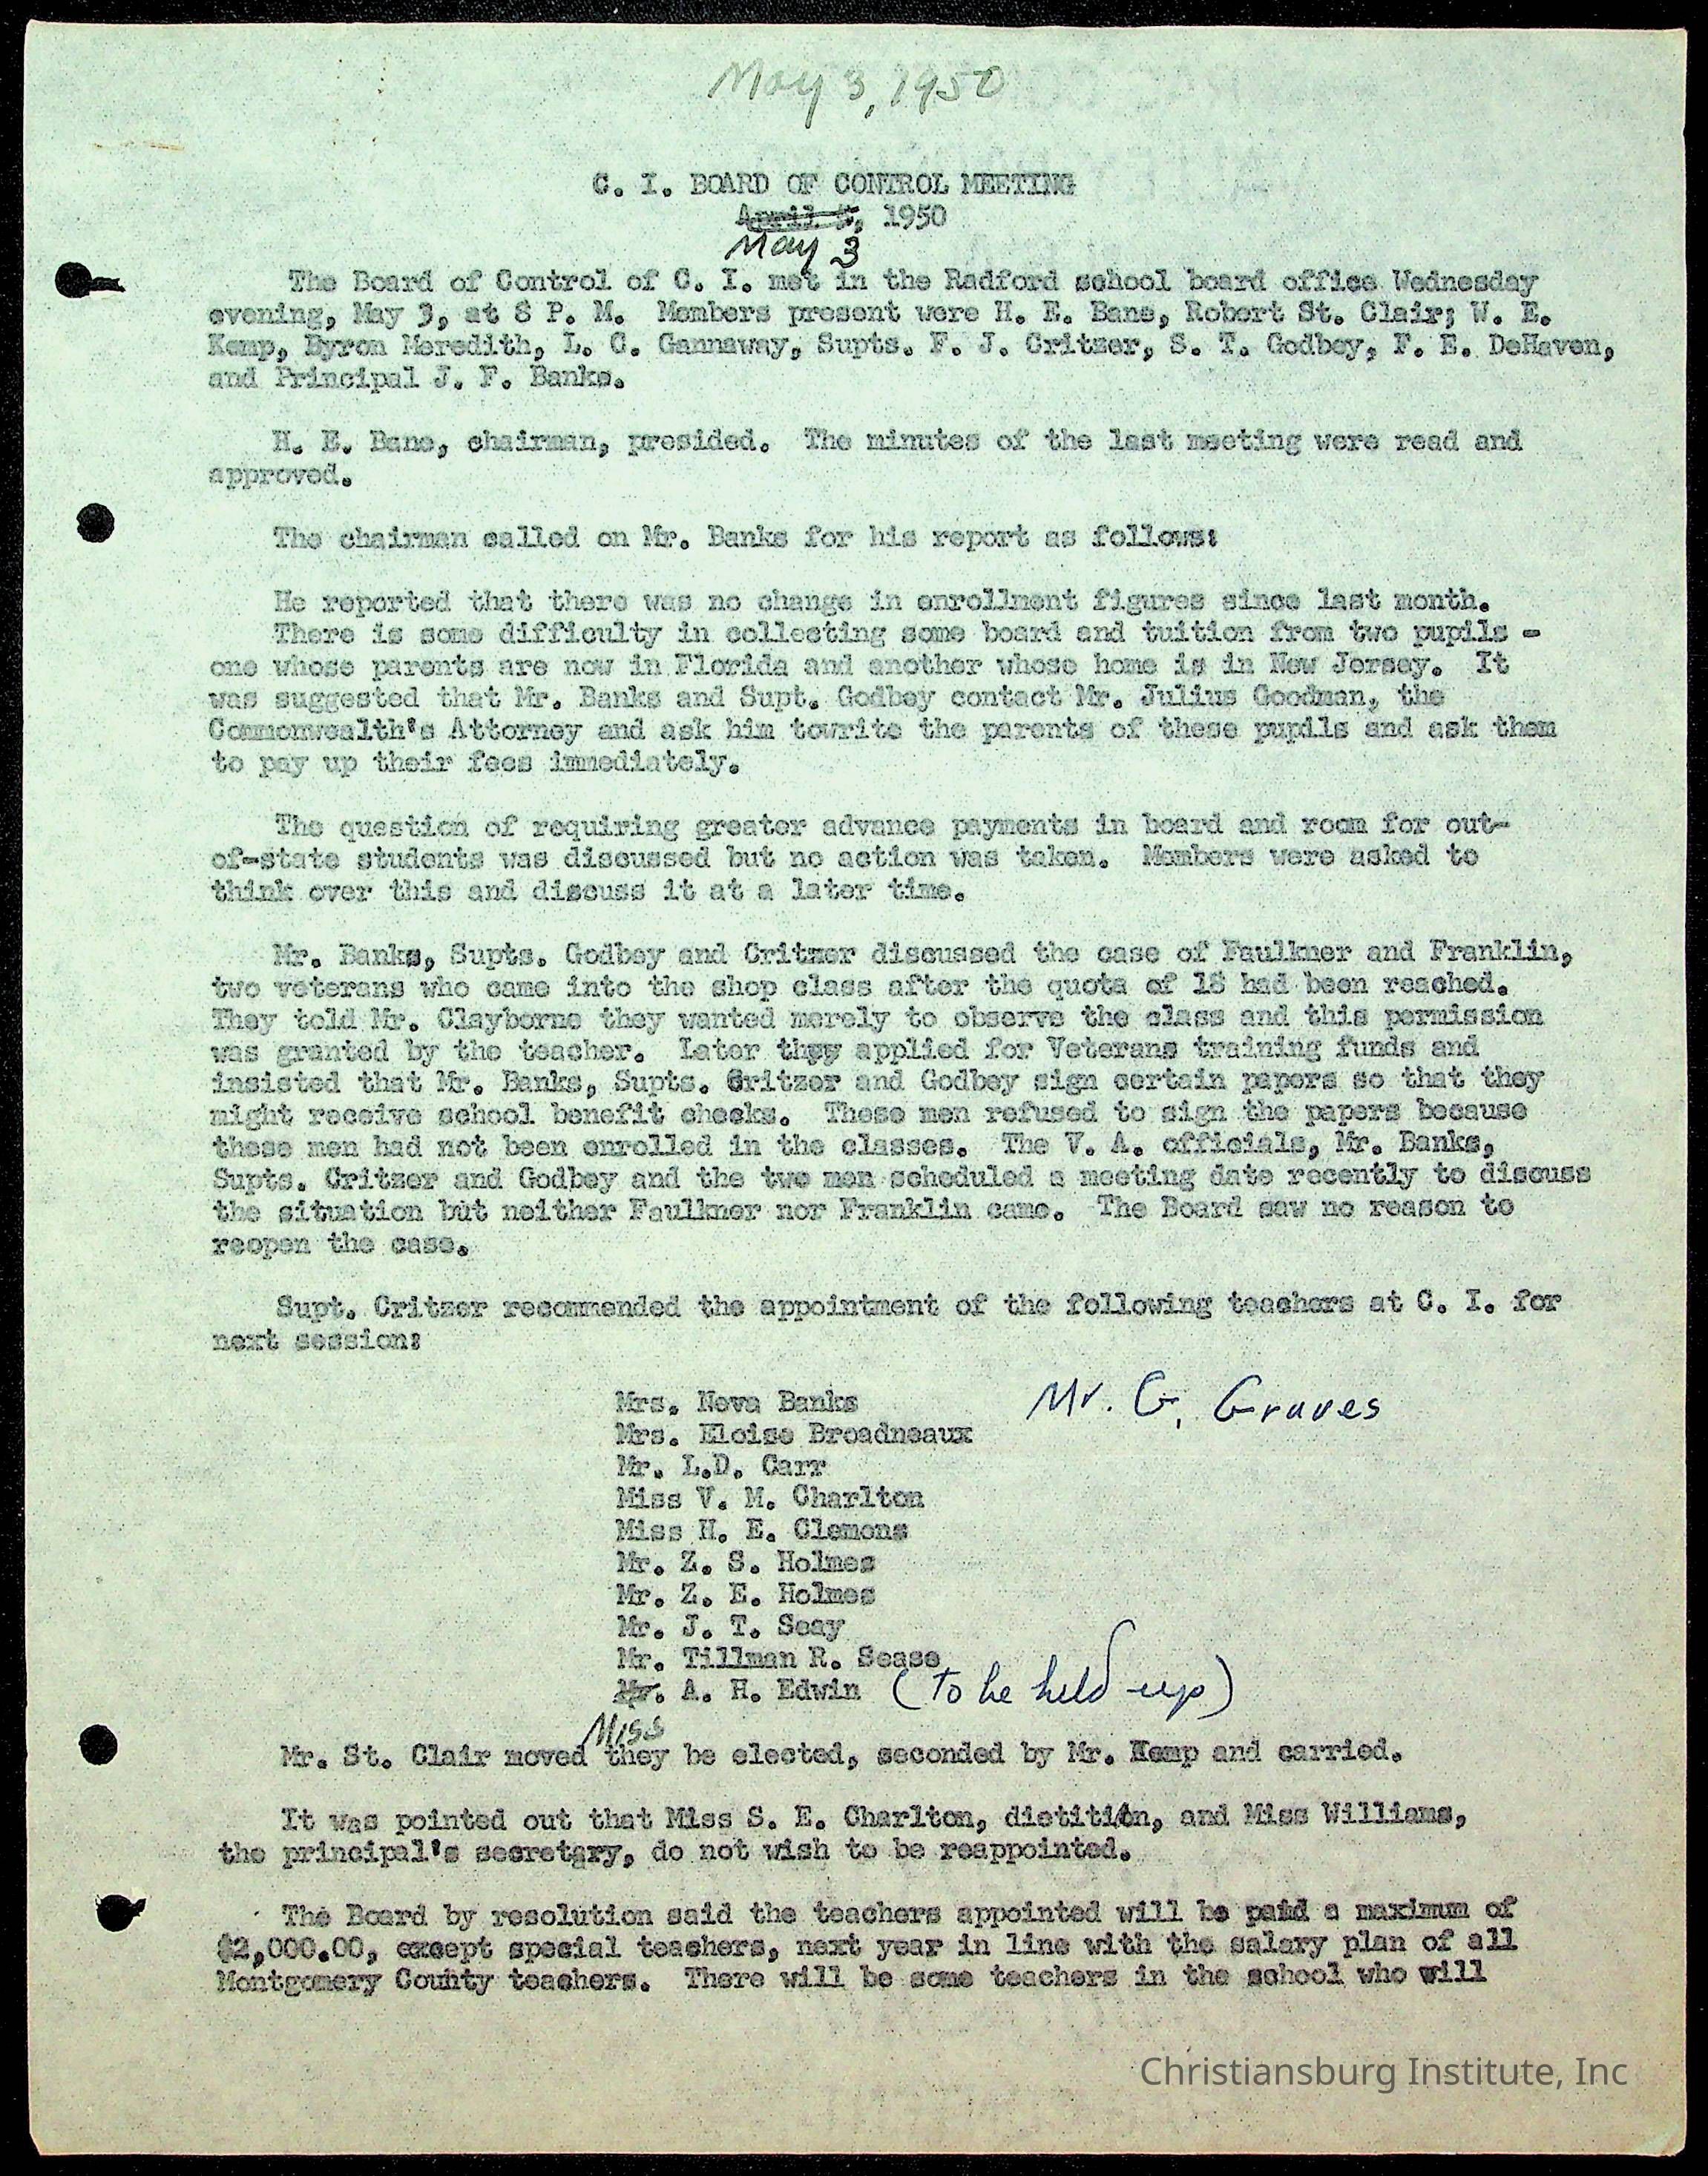 May 3, 1950
C. I. BOARD OF CONTROL MEETING
April 5, 1950
May 3
The Board of Control of C. I. met in the Radford school board office Wednesday
evening, May 3, at 8 P. M. Members present were H. E. Bane, Robert St. Clair; W. E.
Kemp, Byron Meredith, L. C. Gannaway, Supts. F. J. Critzer, S. T. Godbey, F. E. DeHaven,
and Principal J. F. Banks.
H. E. Bane, chairman, presided. The minutes of the last meeting were read and
approved.
The chairman called on Mr. Banks for his report as follows:
He reported that there was no change in enrollment figures since last month.
There is some difficulty in collecting some board and tuition from two pupils -
one whose parents are now in Florida and another whose home is in New Jersey. It
was suggested that Mr. Banks and Supt. Godbey contact Mr. Julius Goodman, the
Commonwealth's Attorney and ask him towrite the parents of these pupils and ask them
to pay up their fees immediately.
The question of requiring greater advance payments in board and room for out-
of-state students was discussed but no action was taken. Members were asked to
think over this and discuss it at a later time.
Mr. Banks, Supts. Godbey and Critzer discussed the case of Faulkner and Franklin,
two veterans who came into the shop class after the quota of 18 had been reached.
They told Mr. Clayborne they wanted merely to observe the class and this permission
was granted by the teacher. Later they applied for Veterans training funds and
insisted that Mr. Banks, Supts. Critzer and Godbey sign certain papers so that they
might receive school benefit checks. These men refused to sign the papers because
these men had not been enrolled in the classes. The V. A. officials, Mr. Banks,
Supts. Critzer and Godbey and the two men scheduled a meeting date recently to discuss
the situation but neither Faulkner nor Franklin came. The Board saw no reason to
reopen the case.
Supt. Critzer recommended the appointment of the following teachers at C. I. for
next session:
Mrs. Neva Banks Mr. G. Graves
Mrs. Eloise Broadneaux
Mr. L.D. Carr
Miss V. M. Charlton
Miss H. E. Clemons
Mr. Z. S. Holmes
Mr. Z. E. Holmes
Mr. J. T. Seay
Mr. Tillman R. Sease
Mr. A. H. Edwin (to be held up)
Miss
Mr. St. Clair moved they be elected, seconded by Mr. Kemp and carried.
It was pointed out that Miss S. E. Charlton, dietitian, and Miss Williams,
the principal's secretary, do not wish to be reappointed.
The Board by resolution said the teachers appointed will be paid a maximum of
$2,000.00, except special teachers, next year in line with the salary plan of all
Montgomery County teachers. There will be some teachers in the school who will
Christiansburg Institute, Inc